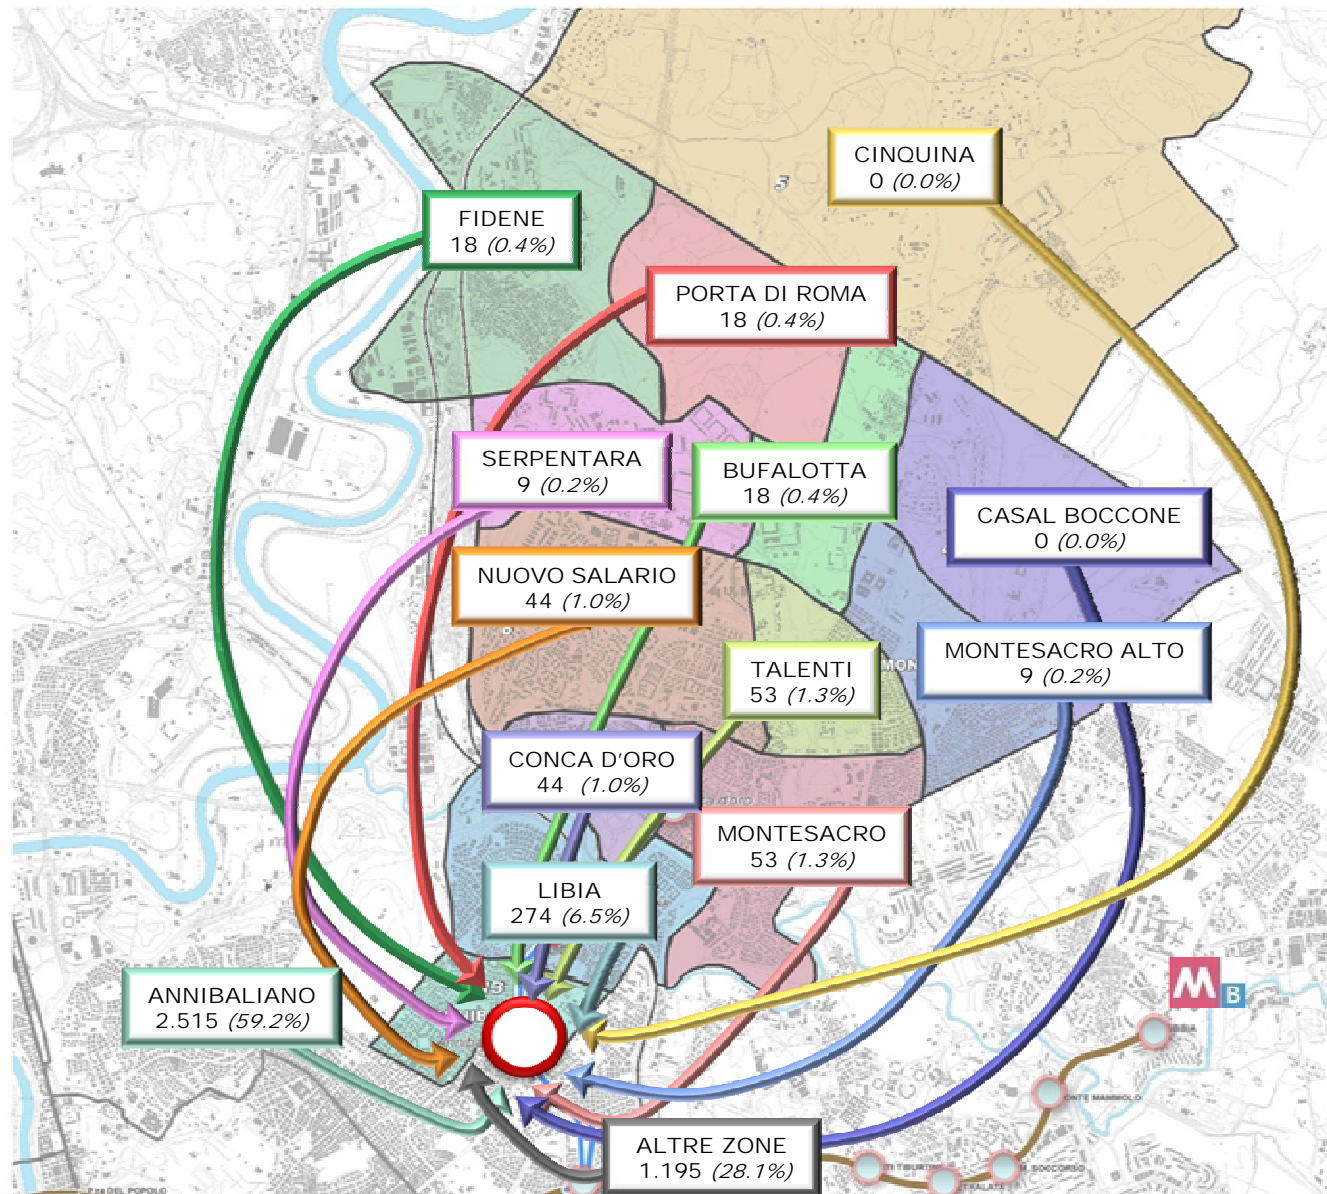 CINQUINA
0 (0.0%)
5
FIDENE
18 (0.4%)
PORTA DI ROMA
18 (0.4%)
SERPENTARA
9 (0.2%)
BUFALOTTA
18 (0.4%)
CASAL BOCCONE
0 (0.0%)
NUOVO SALARIO
44 (1.0%)
MONTESACRO ALTO
9 (0.2%)
TALENTI
53 (1.3%)
MON
CONCA D'ORO
44 (1.0%)
MONTESACRO
53 (1.3%)
LIBIA
274 (6.5%)
ANNIBALIANO
2.515 (59.2%)
M
B
ALTRE ZONE
1.195 (28.1%)